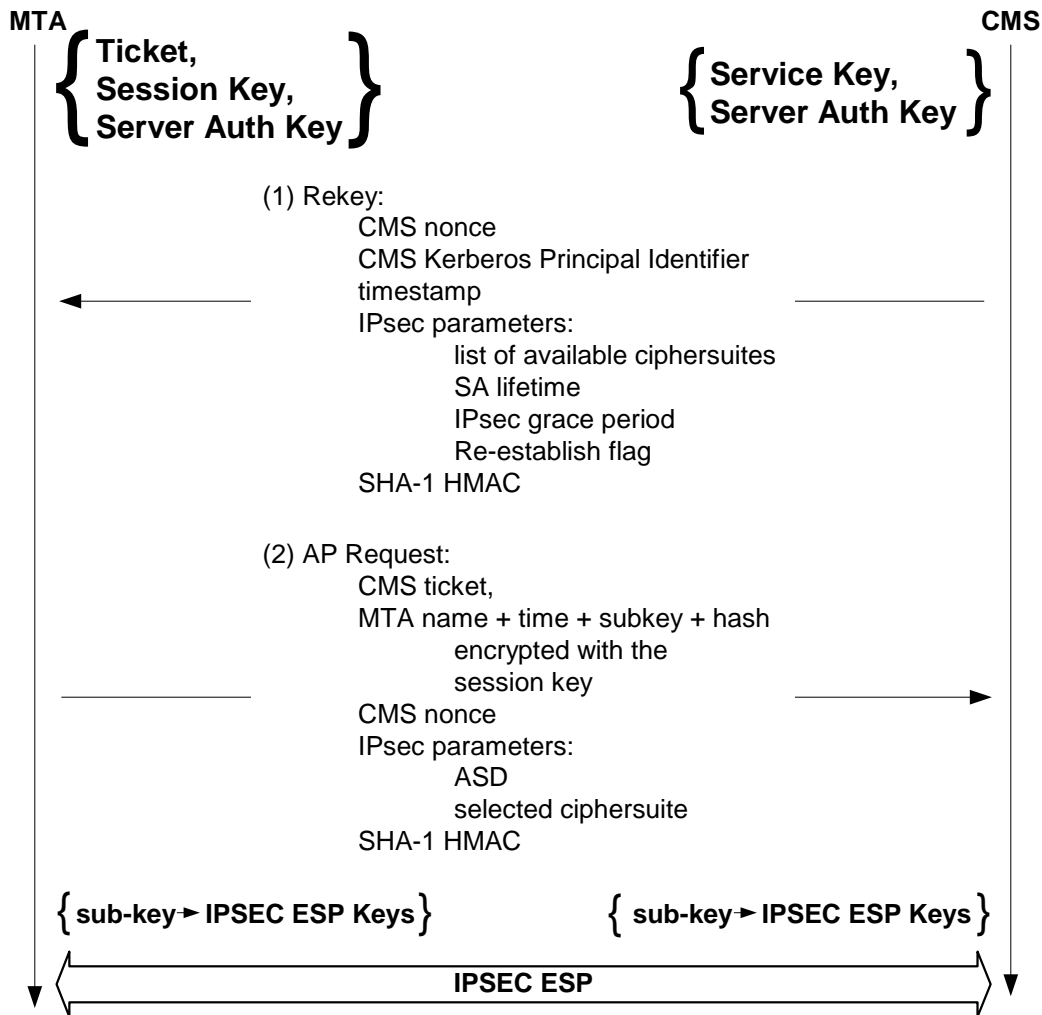 MTA
CMS
{ Ticket,
Session Key,
Server Auth Key }
{ Service Key,
Server Auth Key }
(1) Rekey:
CMS nonce
CMS Kerberos Principal Identifier
timestamp
IPsec parameters:
list of available ciphersuites
SA lifetime
IPsec grace period
Re-establish flag
SHA-1 HMAC
(2) AP Request:
CMS ticket,
MTA name + time + subkey + hash
encrypted with the
session key
CMS nonce
IPsec parameters:
ASD
selected ciphersuite
SHA-1 HMAC
{ sub-key → IPSEC ESP Keys }
{ sub-key → IPSEC ESP Keys }
IPSEC ESP